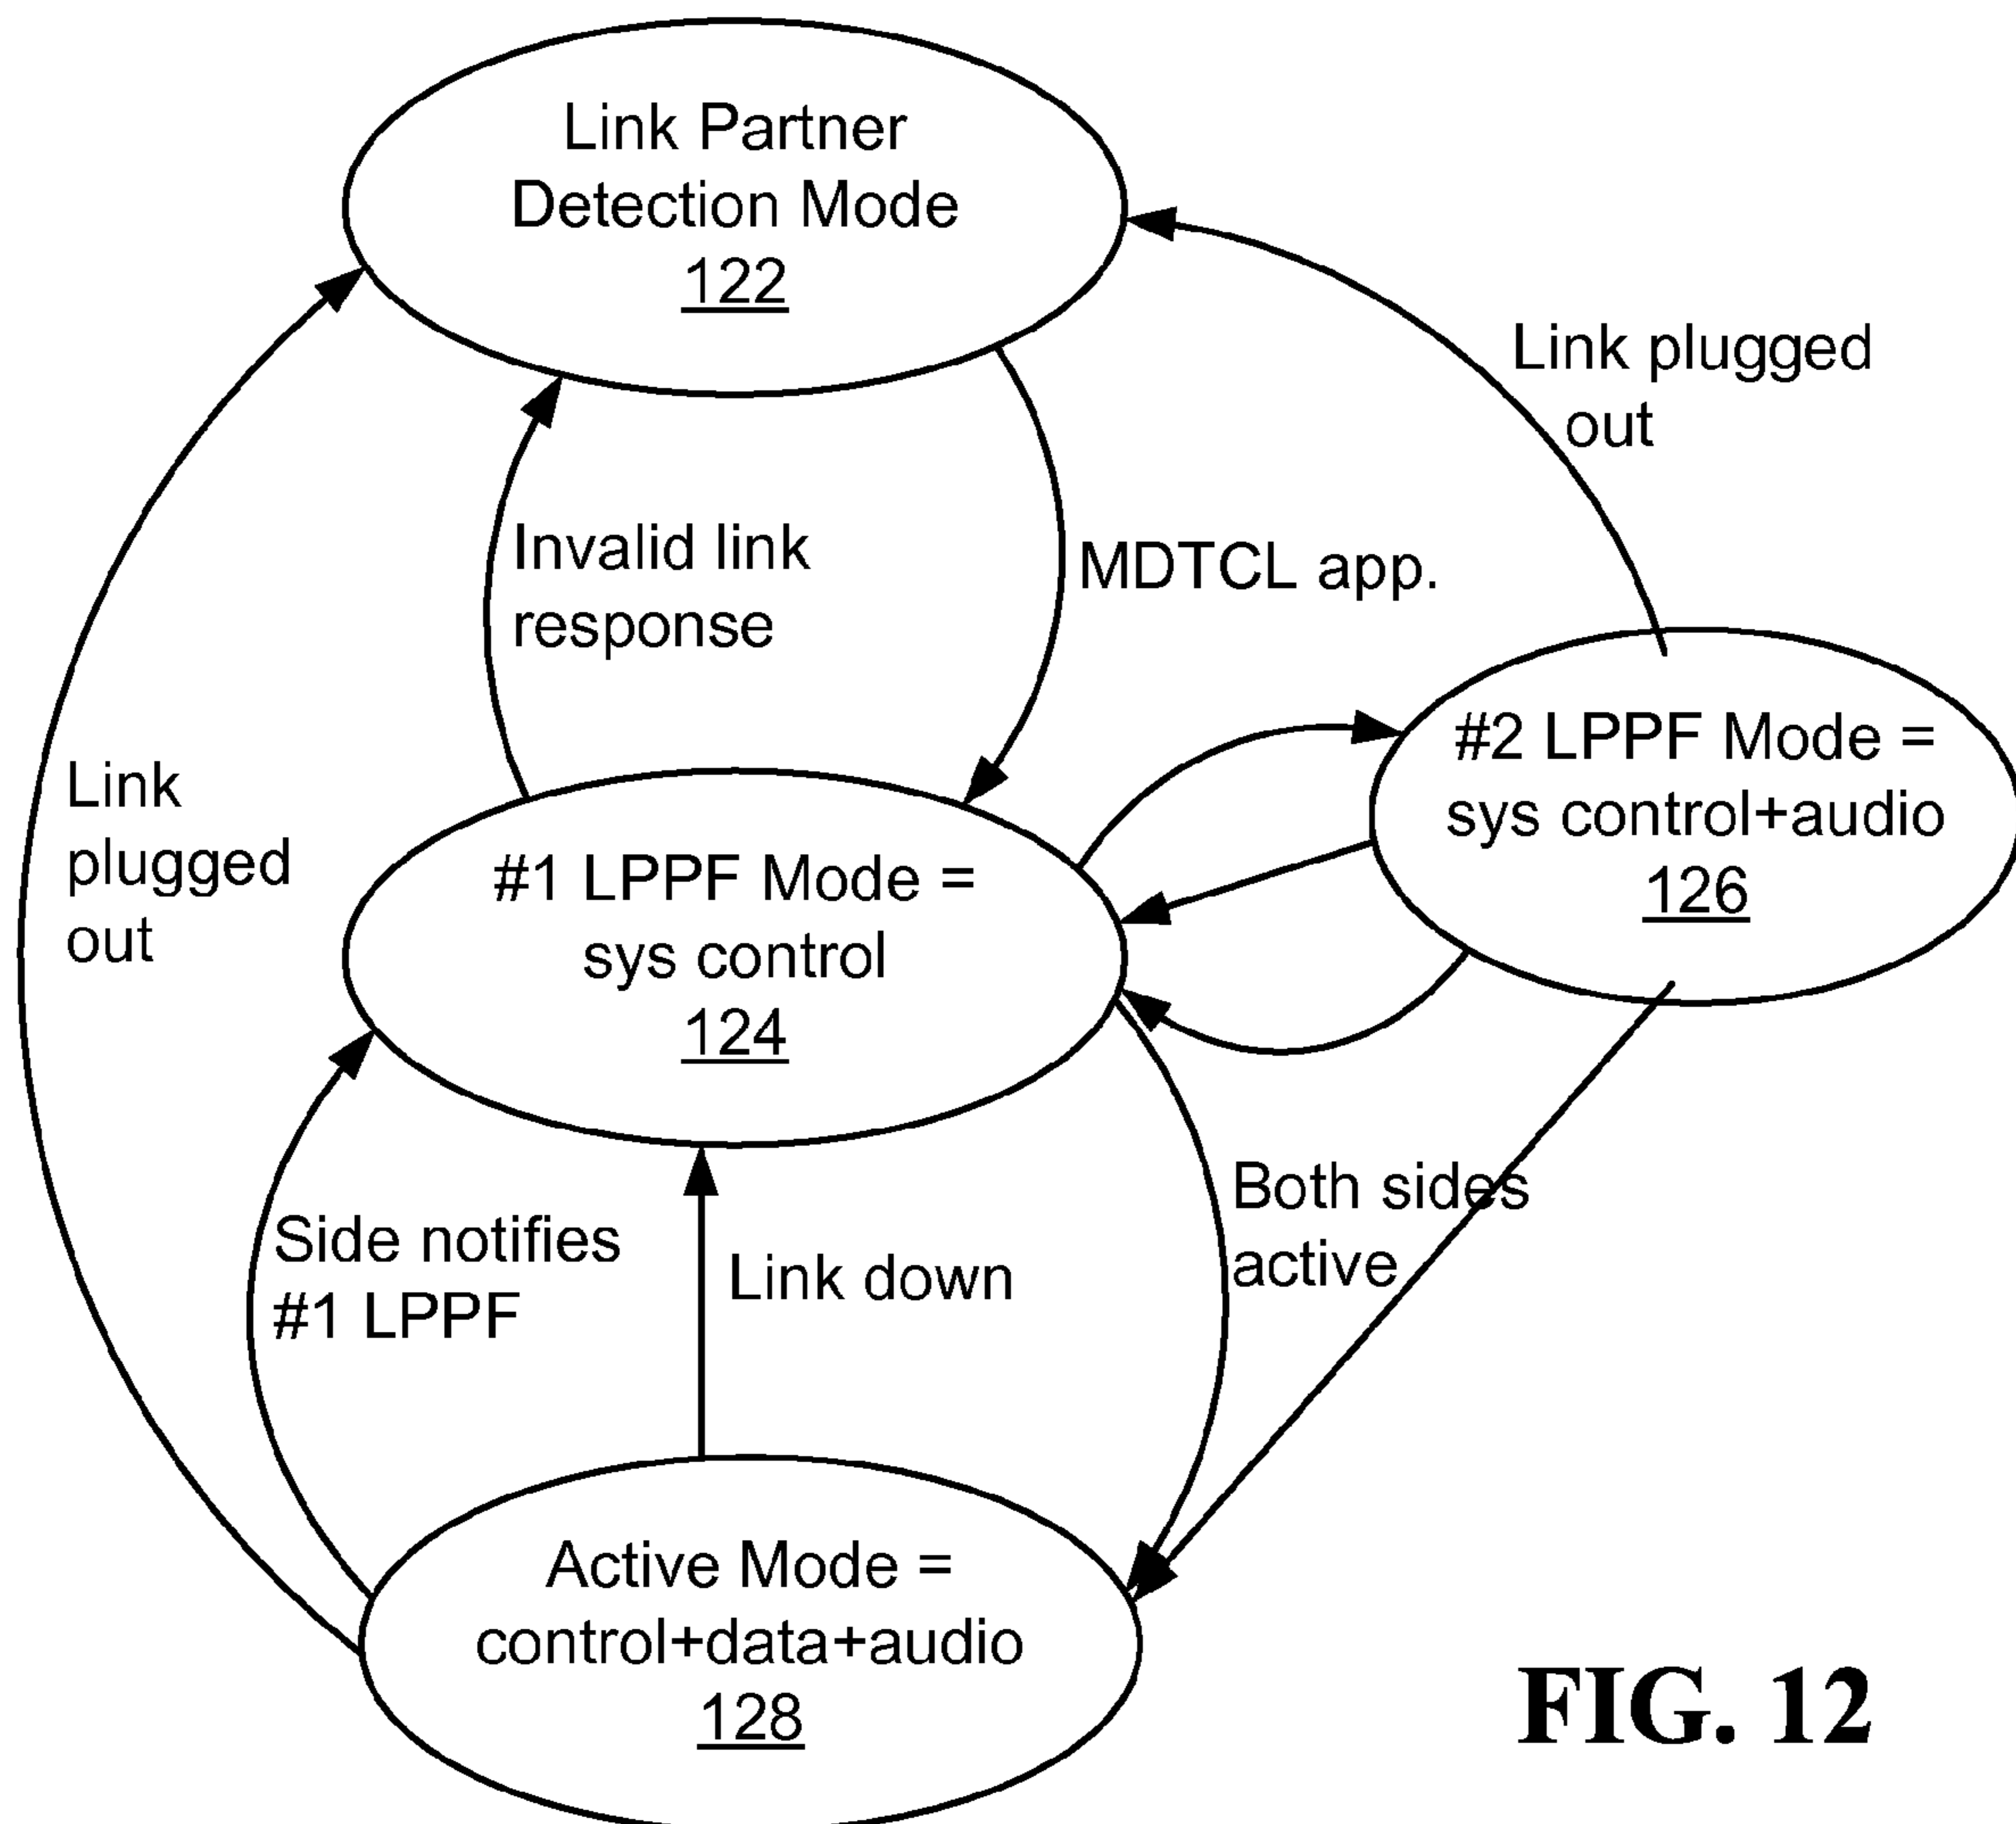 Link Partner
Detection Mode
122
Link plugged
out
Invalid link
response
MDTCL app.
#2 LPPF Mode =
sys control+audio
126
Link
plugged
out
#1 LPPF Mode =
sys control
124
Both sides
active
Side notifies
#1 LPPF
Link down
Active Mode =
control+data+audio
128
FIG. 12